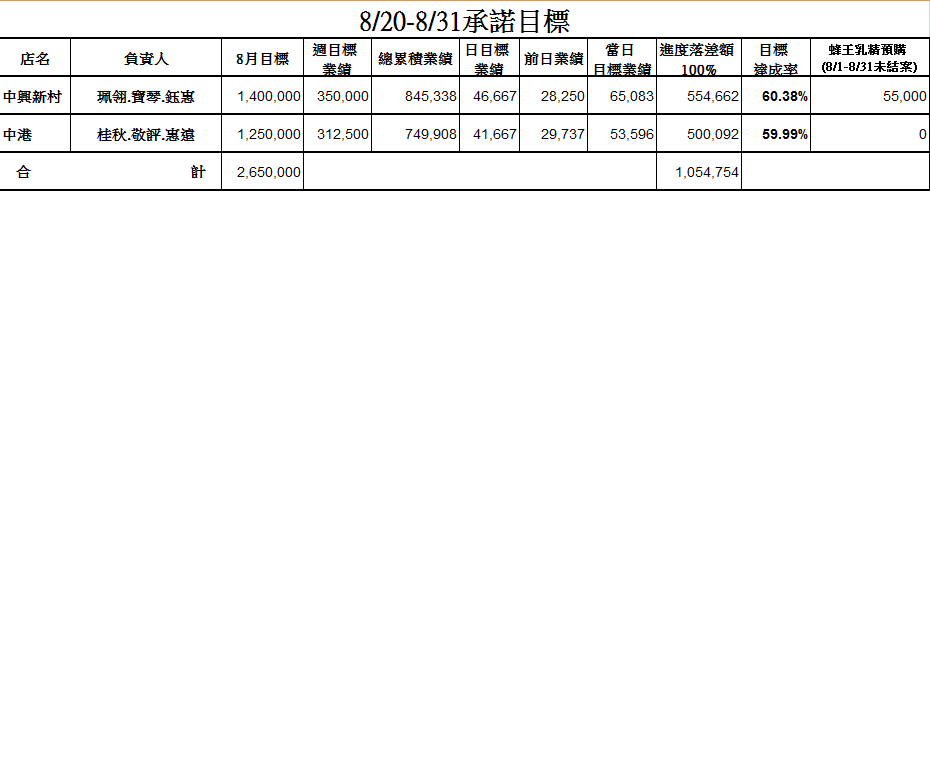 8/20-8/31承諾目標
店名 負責人 8月目標 週目標業績 總累積業績 日目標業績 前日業績 當日目標業績 進度落差額100% 目標達成率 蜂王乳精預購(8/1-8/31未結案)
中興新村 珮翎.寶琴.鈺惠 1,400,000 350,000 845,338 46,667 28,250 65,083 554,662 60.38% 55,000
中港 桂秋.敬評.惠遠 1,250,000 312,500 749,908 41,667 29,737 53,596 500,092 59.99% 0
合 計 2,650,000 1,054,754